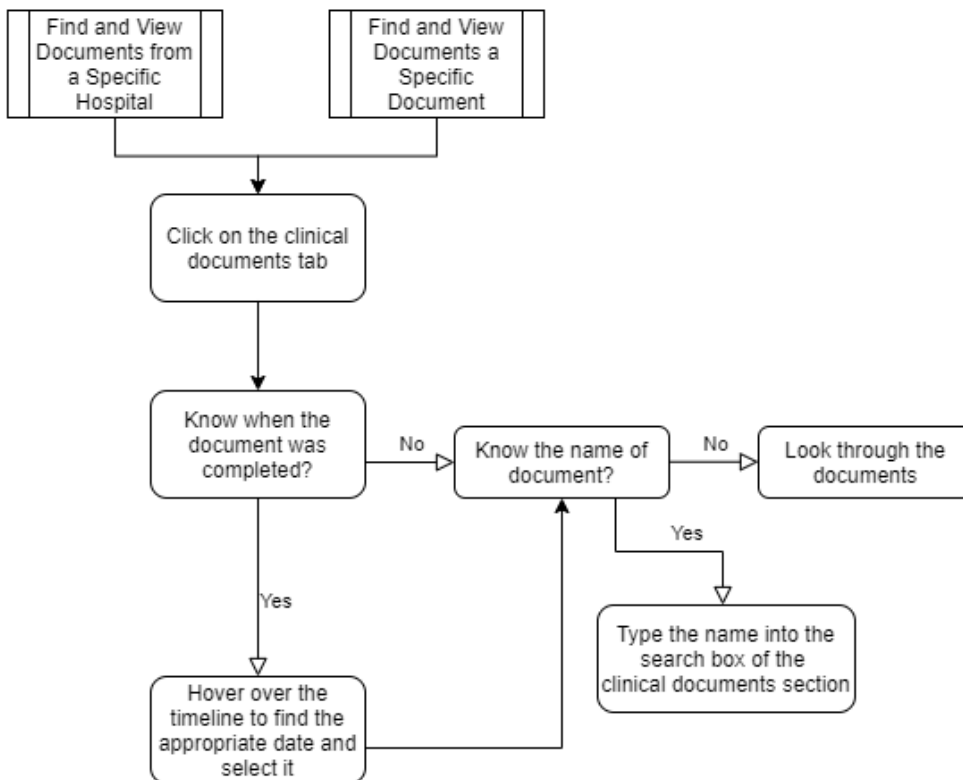 Find and View
Documents from
a Specific
Hospital
Find and View
Documents a
Specific
Document
Click on the clinical
documents tab
Know when the
document was
completed?
No
Know the name of
document?
No
Look through the
documents
Yes
Yes
Type the name into the
search box of the
clinical documents section
Hover over the
timeline to find the
appropriate date and
select it